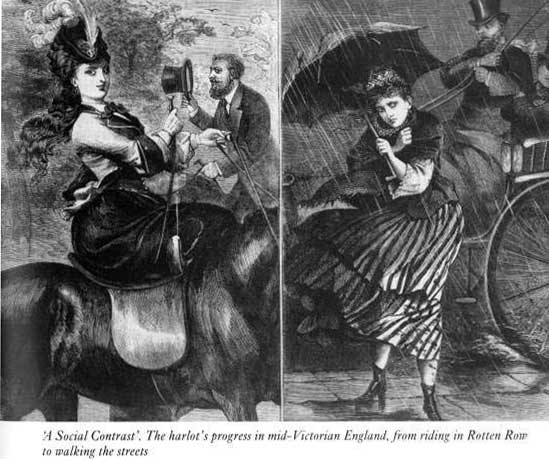 'A Social Contrast'. The harlot's progress in mid-Victorian England, from riding in Rotten Row
to walking the streets